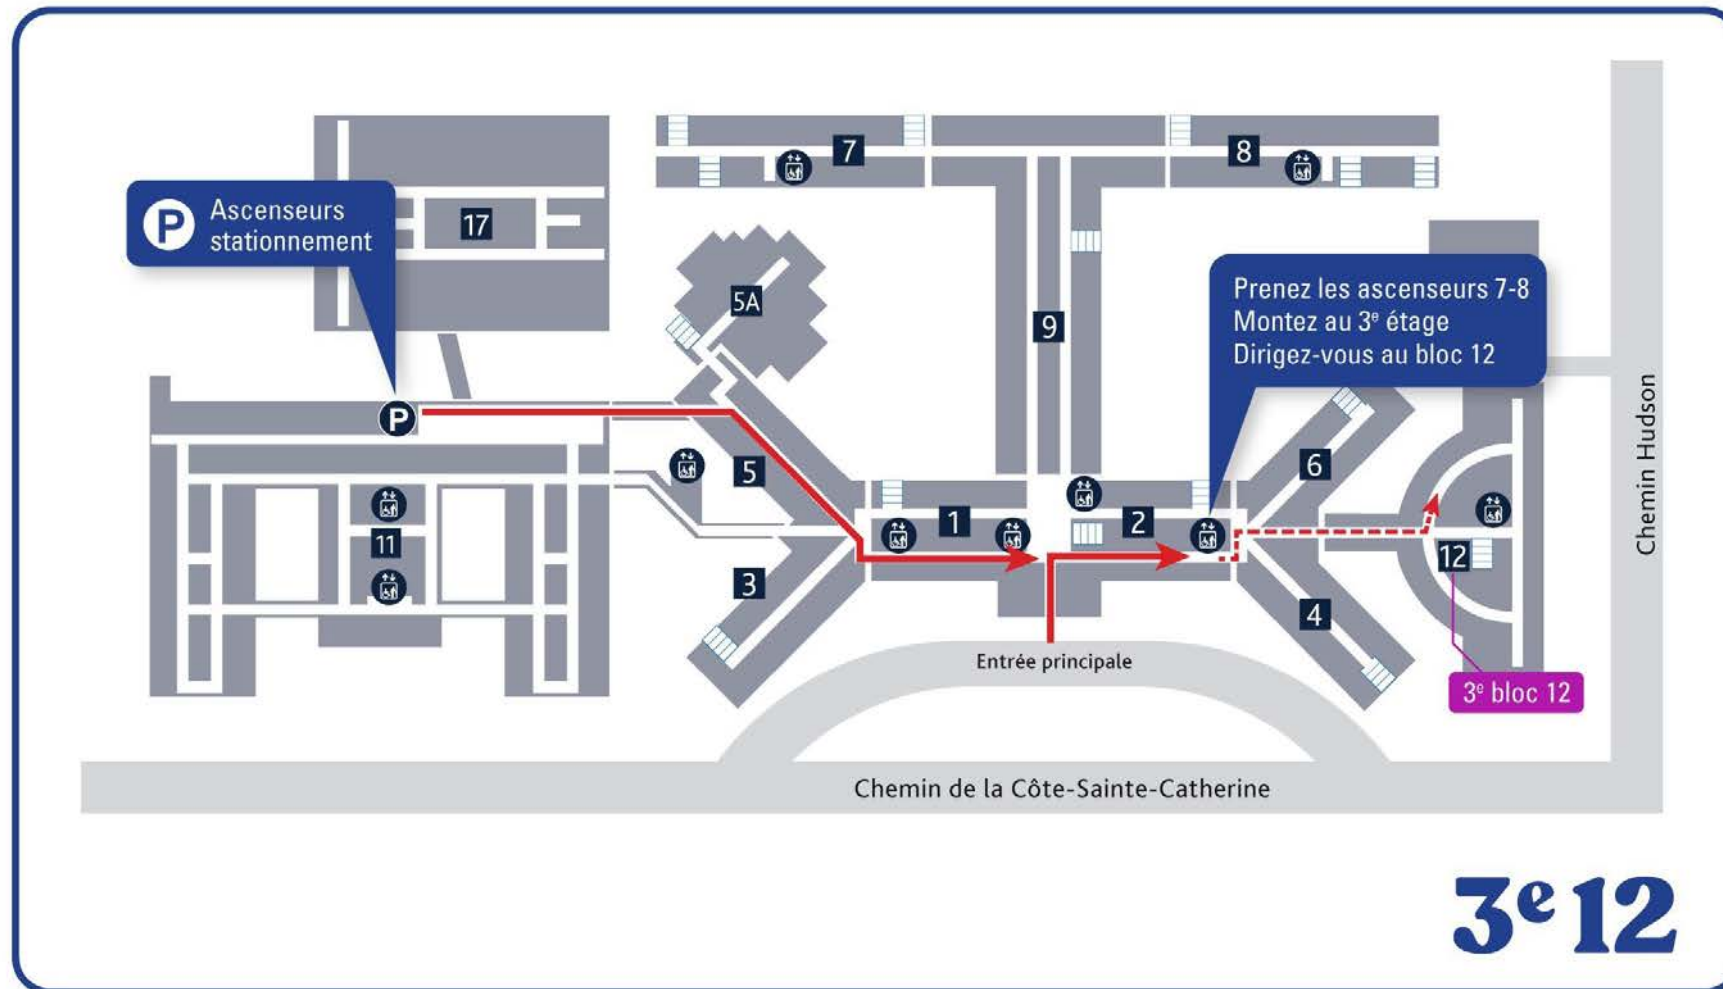 7
8
P Ascenseurs
stationnement
17
5A
9
Prenez les ascenseurs 7-8
Montez au 3e étage
Dirigez-vous au bloc 12
P
5
6
1
2
11
3
4
12
Chemin Hudson
Entrée principale
3e bloc 12
Chemin de la Côte-Sainte-Catherine
3e 12